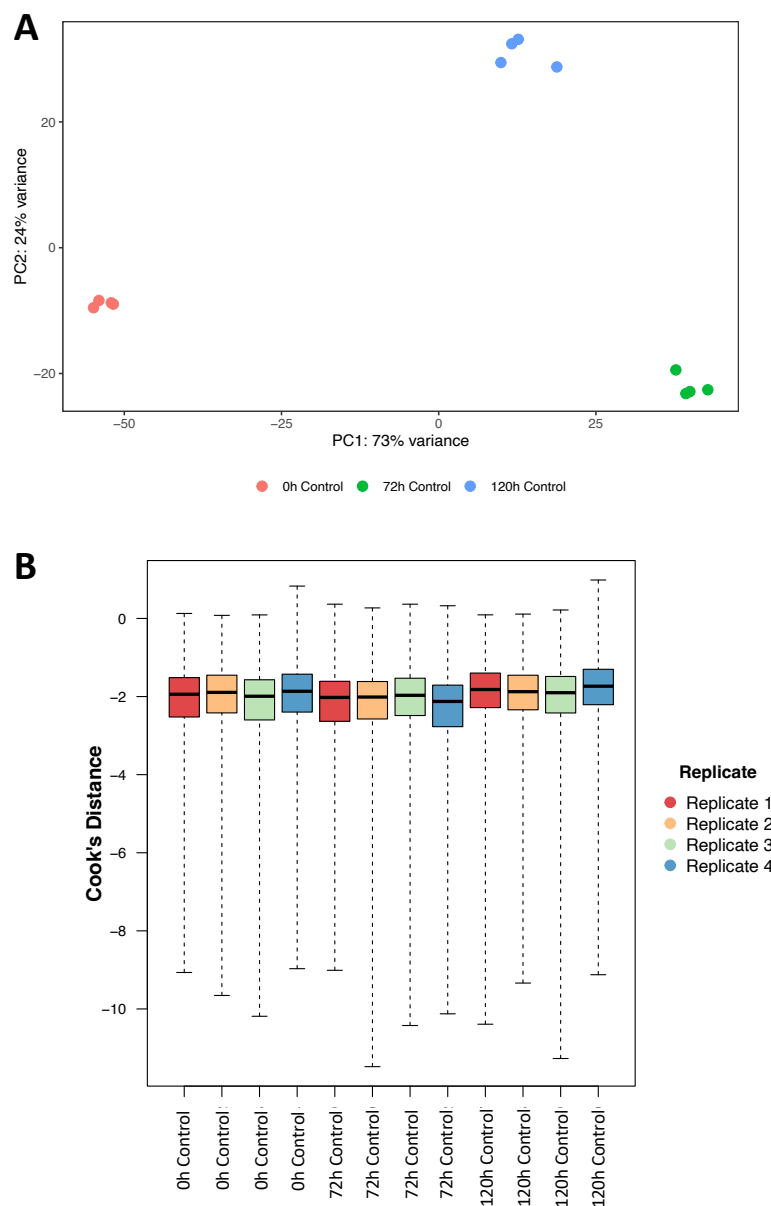 A
20
0
−20
PC2: 24% variance
−50
−25
0
25
PC1: 73% variance
0h Control
72h Control
120h Control
B
0
−2
−4
−6
−8
−10
Cook's Distance
0h Control
0h Control
0h Control
0h Control
72h Control
72h Control
72h Control
72h Control
120h Control
120h Control
120h Control
120h Control
Replicate
Replicate 1
Replicate 2
Replicate 3
Replicate 4